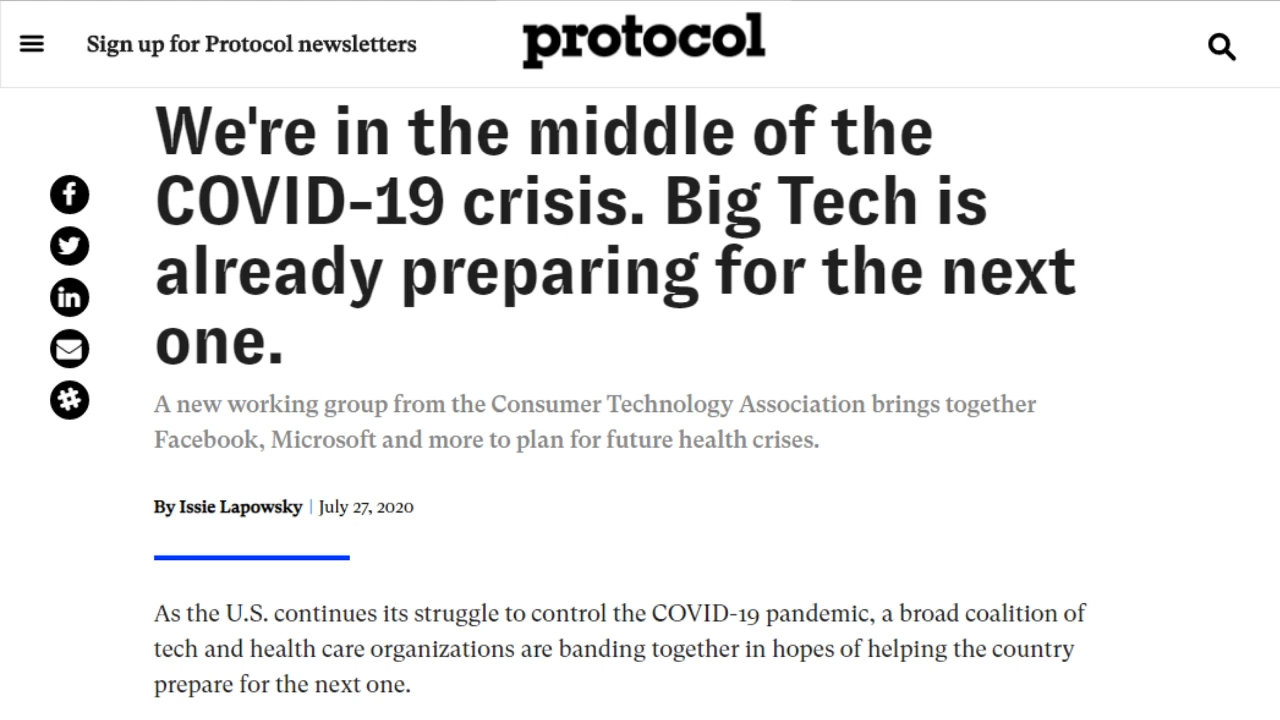 Sign up for Protocol newsletters
protocol
We're in the middle of the
COVID-19 crisis. Big Tech is
already preparing for the next
one.
A new working group from the Consumer Technology Association brings together
Facebook, Microsoft and more to plan for future health crises.
By Issie Lapowsky | July 27, 2020
As the U.S. continues its struggle to control the COVID-19 pandemic, a broad coalition of
tech and health care organizations are banding together in hopes of helping the country
prepare for the next one.